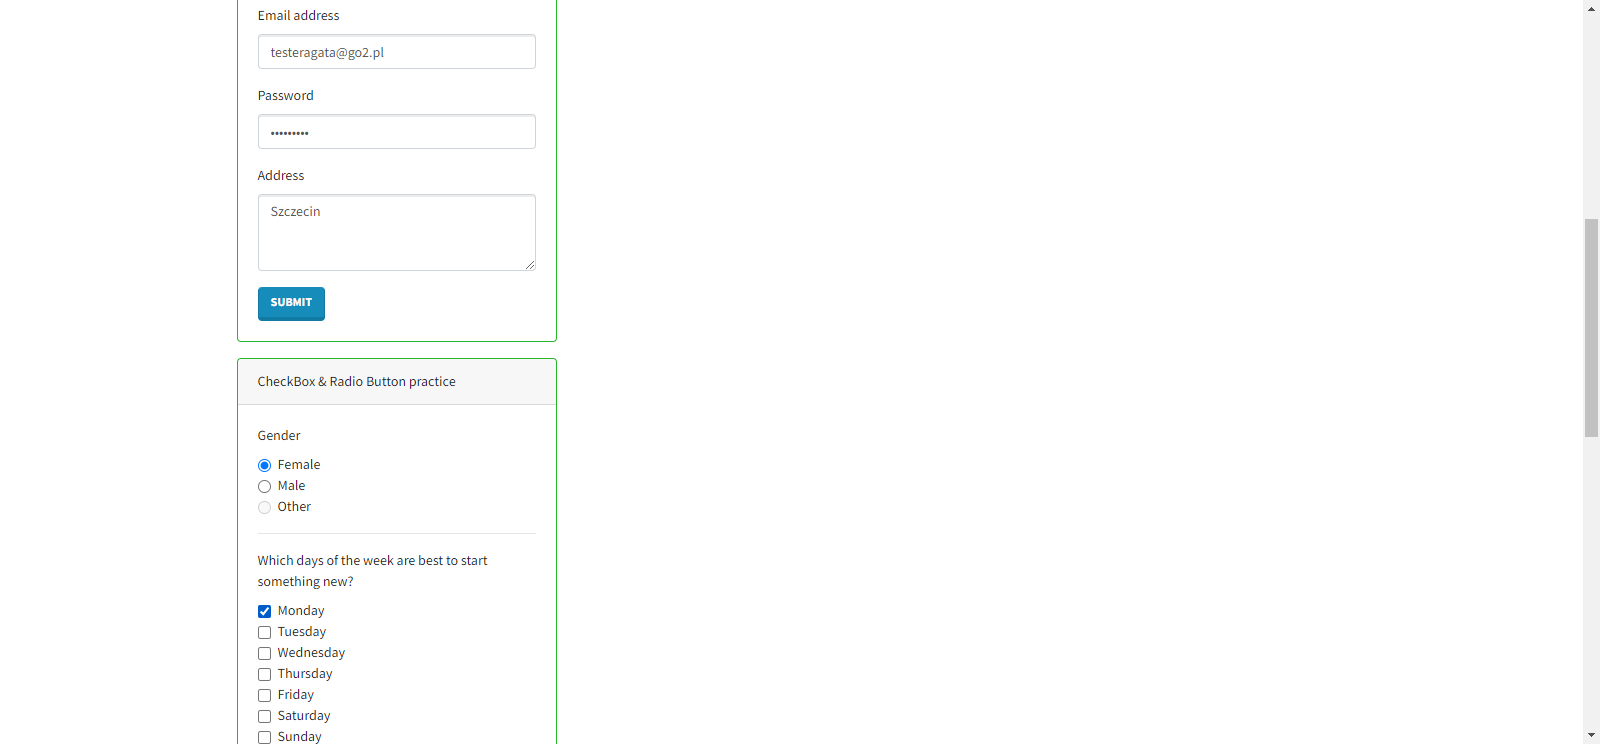 Email address
testeragata@go2.pl
Password
•••••••••
Address
Szczecin
SUBMIT
CheckBox & Radio Button practice
Gender
Female
Male
Other
Which days of the week are best to start
something new?
Monday
Tuesday
Wednesday
Thursday
Friday
Saturday
Sunday